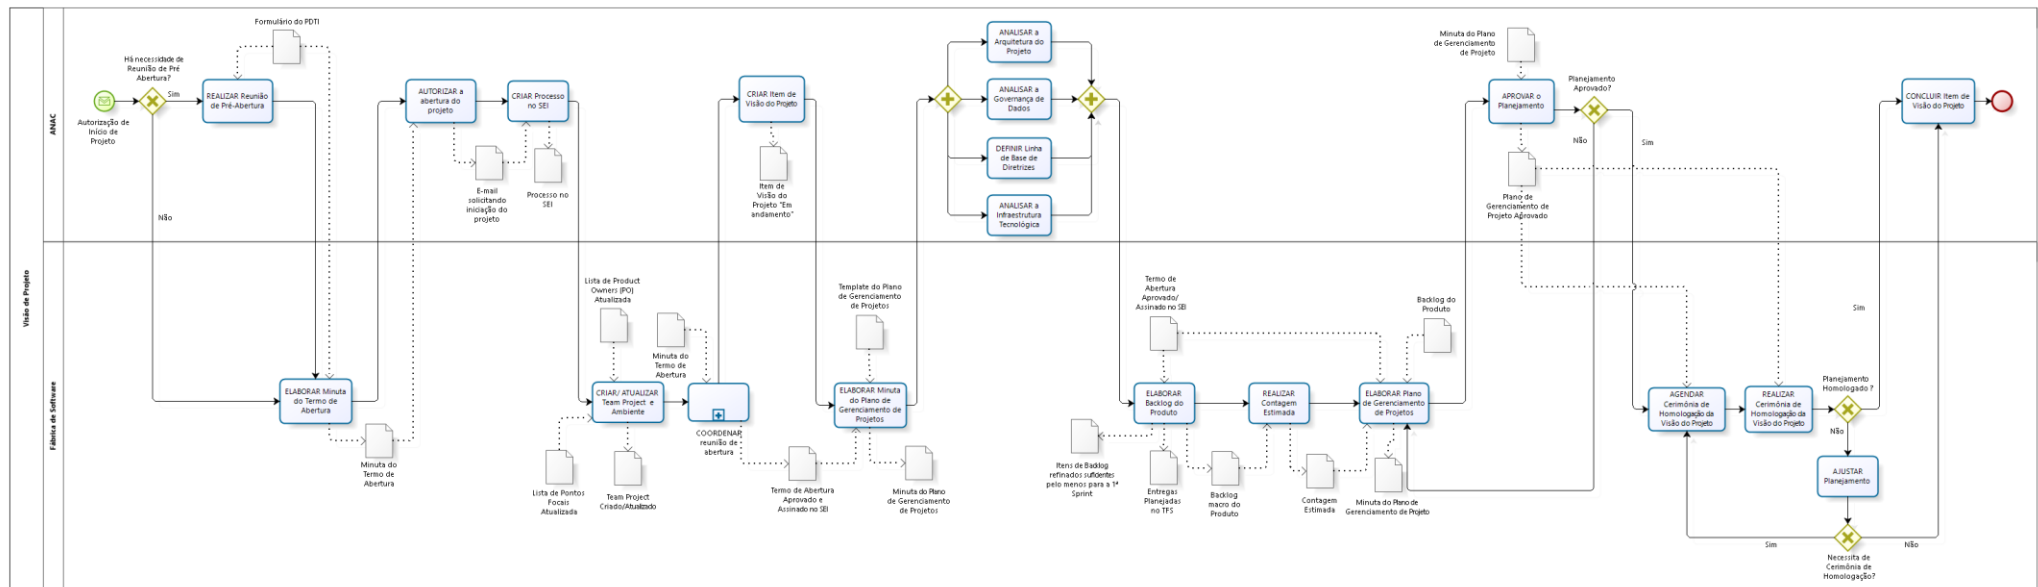 Visão de Projeto
ANAC
Fábrica de Software
Autorização de
Início de
Projeto
Há necessidade de
Reunião de Pré
Abertura?
Sim
Não
REALIZAR Reunião
de Pré-Abertura
Formulário do PDTI
ELABORAR Minuta
do Termo de
Abertura
Minuta do
Termo de
Abertura
AUTORIZAR a
abertura do
projeto
E-mail
solicitando
iniciação do
projeto
CRIAR Processo
no SEI
Processo no
SEI
Lista de Product
Owners (PO)
Atualizada
CRIAR/ ATUALIZAR
Team Project e
Ambiente
Lista de Pontos
Focais
Atualizada
Team Project
Criado/Atualizado
Minuta do
Termo de
Abertura
COORDENAR
reunião de
abertura
Termo de Abertura
Aprovado e
Assinado no SEI
CRIAR Item de
Visão do Projeto
Item de
Visão do
Projeto "Em
andamento"
Template do Plano
de Gerenciamento
de Projetos
ELABORAR Minuta
do Plano de
Gerenciamento de
Projetos
Minuta do Plano
de Gerenciamento
de Projetos
ANALISAR a
Arquitetura do
Projeto
ANALISAR a
Governança de
Dados
DEFINIR Linha
de Base de
Diretrizes
ANALISAR a
Infraestrutura
Tecnológica
Termo de
Abertura
Aprovado/
Assinado no SEI
ELABORAR
Backlog do
Produto
Itens de Backlog
refinados suficientes
pelo menos para a 1ª
Sprint
Entregas
Planejadas
no TFS
Backlog
macro do
Produto
REALIZAR
Contagem
Estimada
Contagem
Estimada
Backlog do
Produto
ELABORAR Plano
de Gerenciamento
de Projetos
Minuta do Plano de
Gerenciamento de Projeto
Minuta do Plano
de Gerenciamento
de Projeto
APROVAR o
Planejamento
Plano de
Gerenciamento de
Projeto Aprovado
Planejamento
Aprovado?
Não
Sim
AGENDAR
Cerimônia de
Homologação da
Visão do Projeto
REALIZAR
Cerimônia de
Homologação da
Visão do Projeto
Planejamento
Homologado ?
Sim
Não
AJUSTAR
Planejamento
Necessita de
Cerimônia de
Homologação?
Sim
Não
CONCLUIR Item de
Visão do Projeto